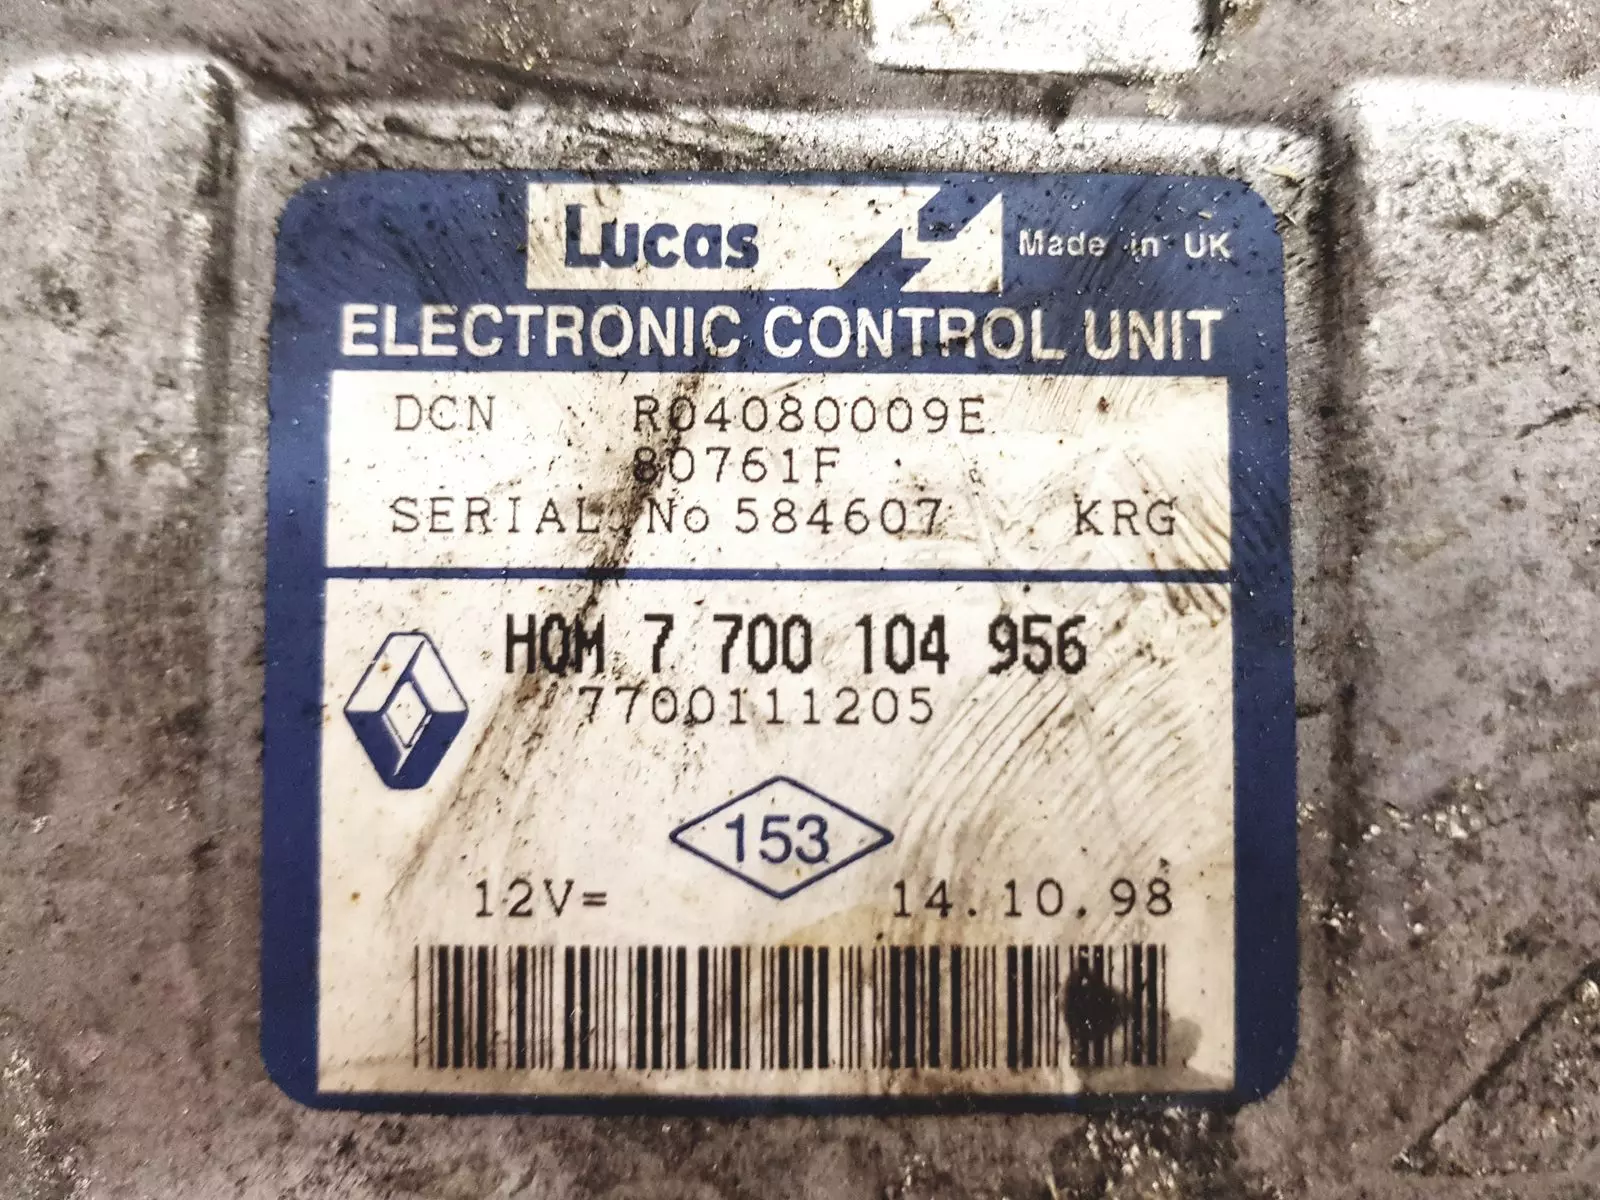 Lucas Made in UK
ELECTRONIC CONTROL UNIT
DCN R04080009E
80761F
SERIAL No 584607 KRG
HOM 7 700 104 956
7700111205
153
12V= 14.10.98